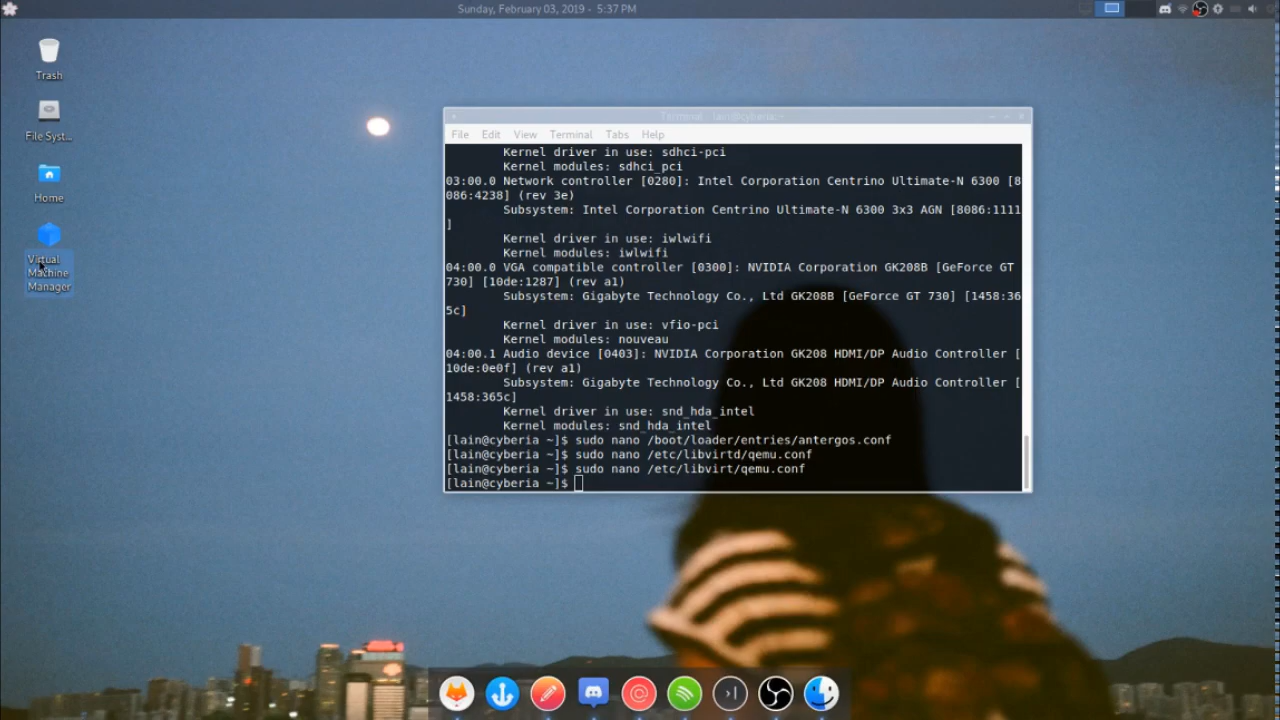 Sunday, February 03, 2019 - 5:37 PM
Trash
File Syst...
Home
Virtual
Machine
Manager
Terminal - lain@cyberia:~
File Edit View Terminal Tabs Help
Kernel driver in use: sdhci-pci
Kernel modules: sdhci_pci
03:00.0 Network controller [0280]: Intel Corporation Centrino Ultimate-N 6300 [8
086:4238] (rev 3e)
Subsystem: Intel Corporation Centrino Ultimate-N 6300 3x3 AGN [8086:1111
]
Kernel driver in use: iwlwifi
Kernel modules: iwlwifi
04:00.0 VGA compatible controller [0300]: NVIDIA Corporation GK208B [GeForce GT
730] [10de:1287] (rev a1)
Subsystem: Gigabyte Technology Co., Ltd GK208B [GeForce GT 730] [1458:36
5c]
Kernel driver in use: vfio-pci
Kernel modules: nouveau
04:00.1 Audio device [0403]: NVIDIA Corporation GK208 HDMI/DP Audio Controller [
10de:0e0f] (rev a1)
Subsystem: Gigabyte Technology Co., Ltd GK208 HDMI/DP Audio Controller [
1458:365c]
Kernel driver in use: snd_hda_intel
Kernel modules: snd_hda_intel
[lain@cyberia ~]$ sudo nano /boot/loader/entries/antergos.conf
[lain@cyberia ~]$ sudo nano /etc/libvirtd/qemu.conf
[lain@cyberia ~]$ sudo nano /etc/libvirt/qemu.conf
[lain@cyberia ~]$